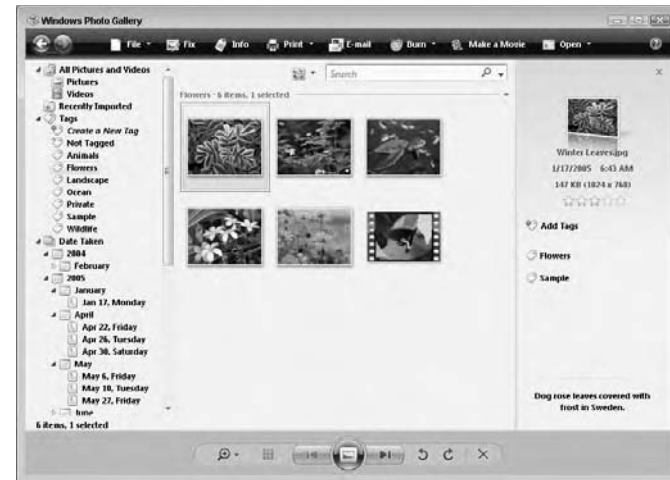 Windows Photo Gallery
File Fix Info Print E-mail Burn Make a Movie Open
All Pictures and Videos
Pictures
Videos
Recently Imported
Tags
Create a New Tag
Not Tagged
Animals
Flowers
Landscape
Ocean
Private
Sample
Wildlife
Date Taken
2004
February
2005
January
Jan 17, Monday
April
Apr 22, Friday
Apr 26, Tuesday
Apr 30, Saturday
May
May 6, Friday
May 10, Tuesday
May 27, Friday
June
6 items, 1 selected
Search
Flowers - 6 items, 1 selected
Winter Leaves.jpg
1/17/2005 6:43 AM
147 KB (1024 x 768)
Add Tags
Flowers
Sample
Dog rose leaves covered with
frost in Sweden.